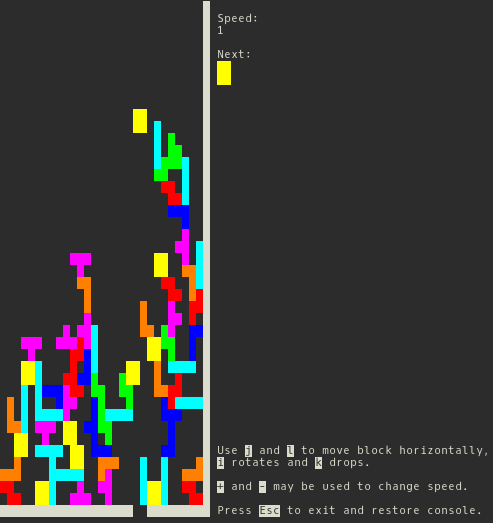 Speed:
1
Next:
Use j and l to move block horizontally,
i rotates and k drops.
+ and - may be used to change speed.
Press Esc to exit and restore console.